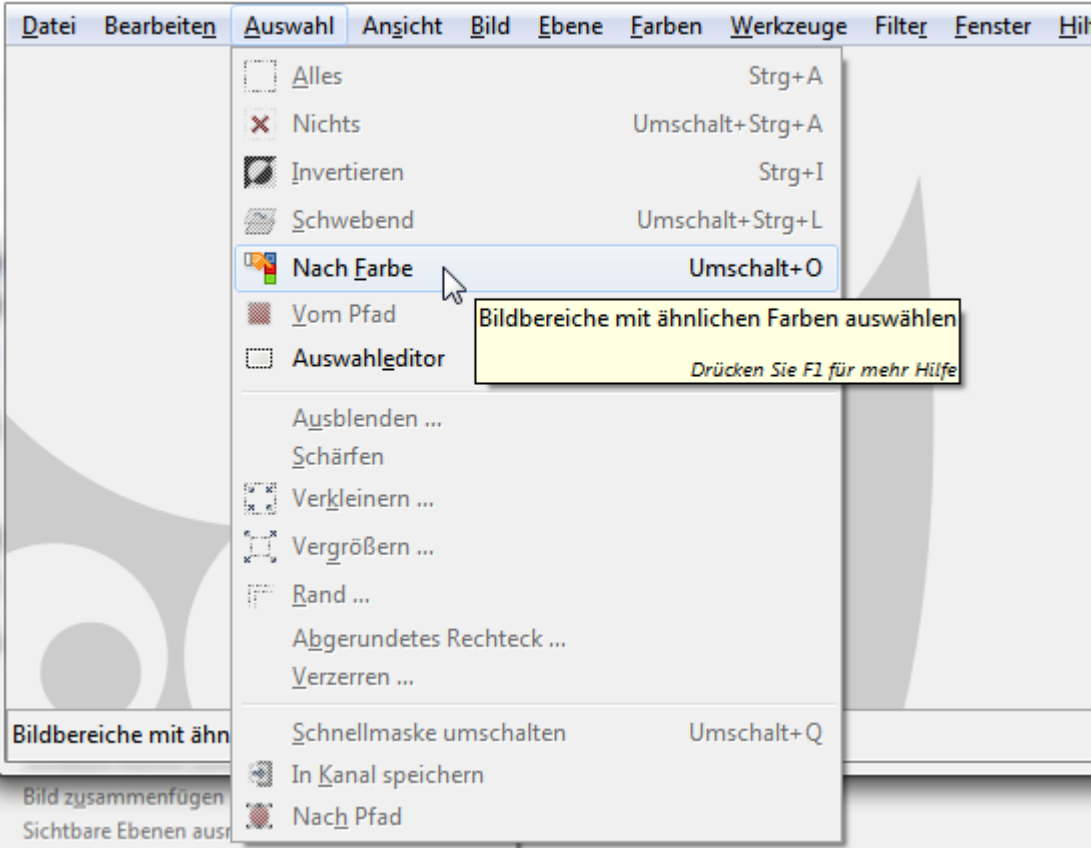 Datei Bearbeiten Auswahl Ansicht Bild Ebene Farben Werkzeuge Filter Fenster
Alles Strg+A
Nichts Umschalt+Strg+A
Invertieren Strg+I
Schwebend Umschalt+Strg+L
Nach Farbe Umschalt+O
Vom Pfad
Bildbereiche mit ähnlichen Farben auswählen
Auswahleditor
Drücken Sie F1 für mehr Hilfe
Ausblenden ...
Schärfen
Verkleinern ...
Vergrößern ...
Rand ...
Abgerundetes Rechteck ...
Verzerren ...
Bildbereiche mit ähn
Schnellmaske umschalten Umschalt+Q
In Kanal speichern
Bild zusammenfügen
Nach Pfad
Sichtbare Ebenen